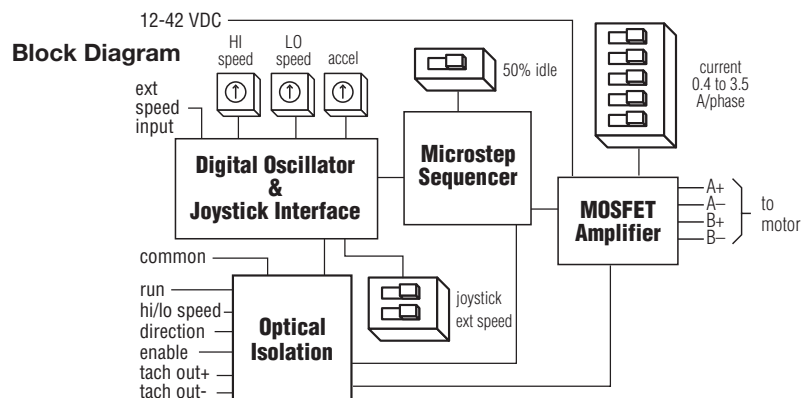 12-42 VDC
Block Diagram
HI
speed
LO
speed
accel
50% idle
current
0.4 to 3.5
A/phase
ext
speed
input
Digital Oscillator
&
Joystick Interface
Microstep
Sequencer
MOSFET
Amplifier
A+
A–
B+
B–
to
motor
common
run
hi/lo speed
direction
enable
tach out+
tach out-
Optical
Isolation
joystick
ext speed